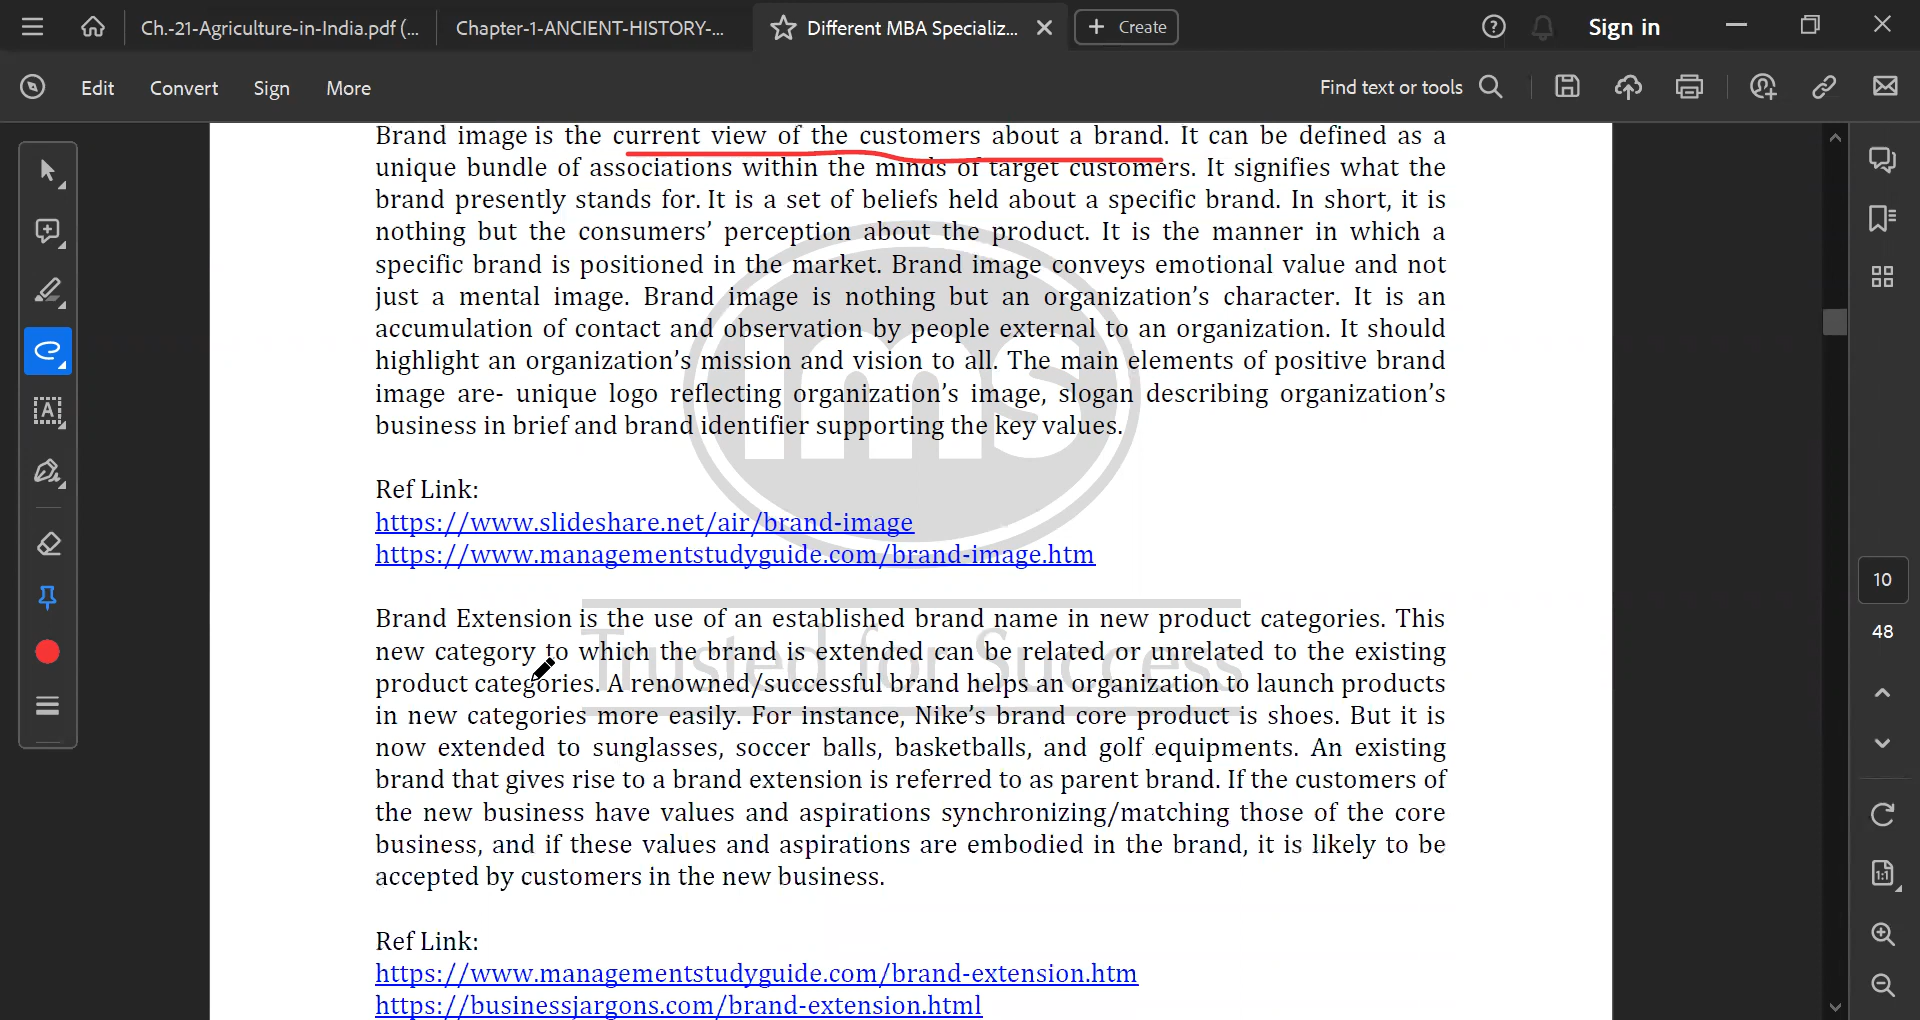 Ch.-21-Agriculture-in-India.pdf (...
Chapter-1-ANCIENT-HISTORY-...
Different MBA Specializ...
Create
Sign in
Edit
Convert
Sign
More
Find text or tools
Brand image is the current view of the customers about a brand. It can be defined as a
unique bundle of associations within the minds of target customers. It signifies what the
brand presently stands for. It is a set of beliefs held about a specific brand. In short, it is
nothing but the consumers’ perception about the product. It is the manner in which a
specific brand is positioned in the market. Brand image conveys emotional value and not
just a mental image. Brand image is nothing but an organization’s character. It is an
accumulation of contact and observation by people external to an organization. It should
highlight an organization’s mission and vision to all. The main elements of positive brand
image are- unique logo reflecting organization’s image, slogan describing organization’s
business in brief and brand identifier supporting the key values.
ims
Ref Link:
https://www.slideshare.net/air/brand-image
https://www.managementstudyguide.com/brand-image.htm
Brand Extension is the use of an established brand name in new product categories. This
new category to which the brand is extended can be related or unrelated to the existing
product categories. A renowned/successful brand helps an organization to launch products
in new categories more easily. For instance, Nike’s brand core product is shoes. But it is
now extended to sunglasses, soccer balls, basketballs, and golf equipments. An existing
brand that gives rise to a brand extension is referred to as parent brand. If the customers of
the new business have values and aspirations synchronizing/matching those of the core
business, and if these values and aspirations are embodied in the brand, it is likely to be
accepted by customers in the new business.
Trusted for Success
Ref Link:
https://www.managementstudyguide.com/brand-extension.htm
https://businessjargons.com/brand-extension.html
10
48
1:1